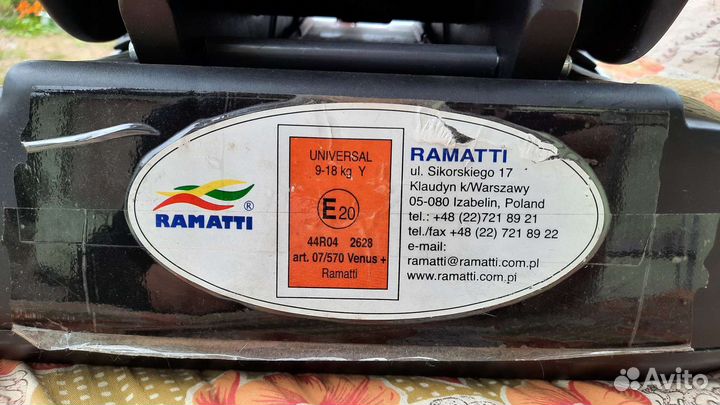 RAMATTI ®
UNIVERSAL
9-18 kg Y
E 20
44R04 2628
art. 07/570 Venus +
Ramatti
RAMATTI
ul. Sikorskiego 17
Klaudyn k/Warszawy
05-080 Izabelin, Poland
tel.: +48 (22)721 89 21
tel./fax +48 (22) 721 89 22
e-mail:
ramatti@ramatti.com.pl
www.ramatti.com.pl
Avito